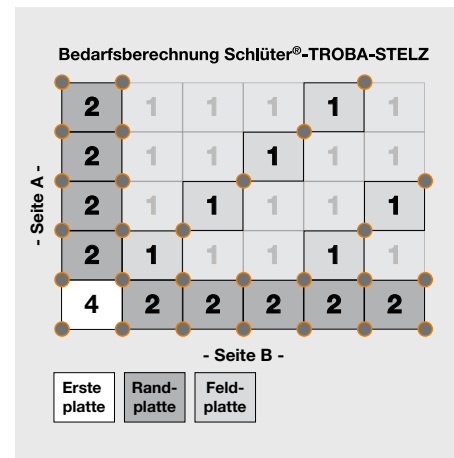 Bedarfsberechnung Schlüter®-TROBA-STELZ
2 1 1 1 1 1
2 1 1 1 1 1
2 1 1 1 1 1
2 1 1 1 1 1
4 2 2 2 2 2
- Seite A -
- Seite B -
Erste
platte
Rand-
platte
Feld-
platte